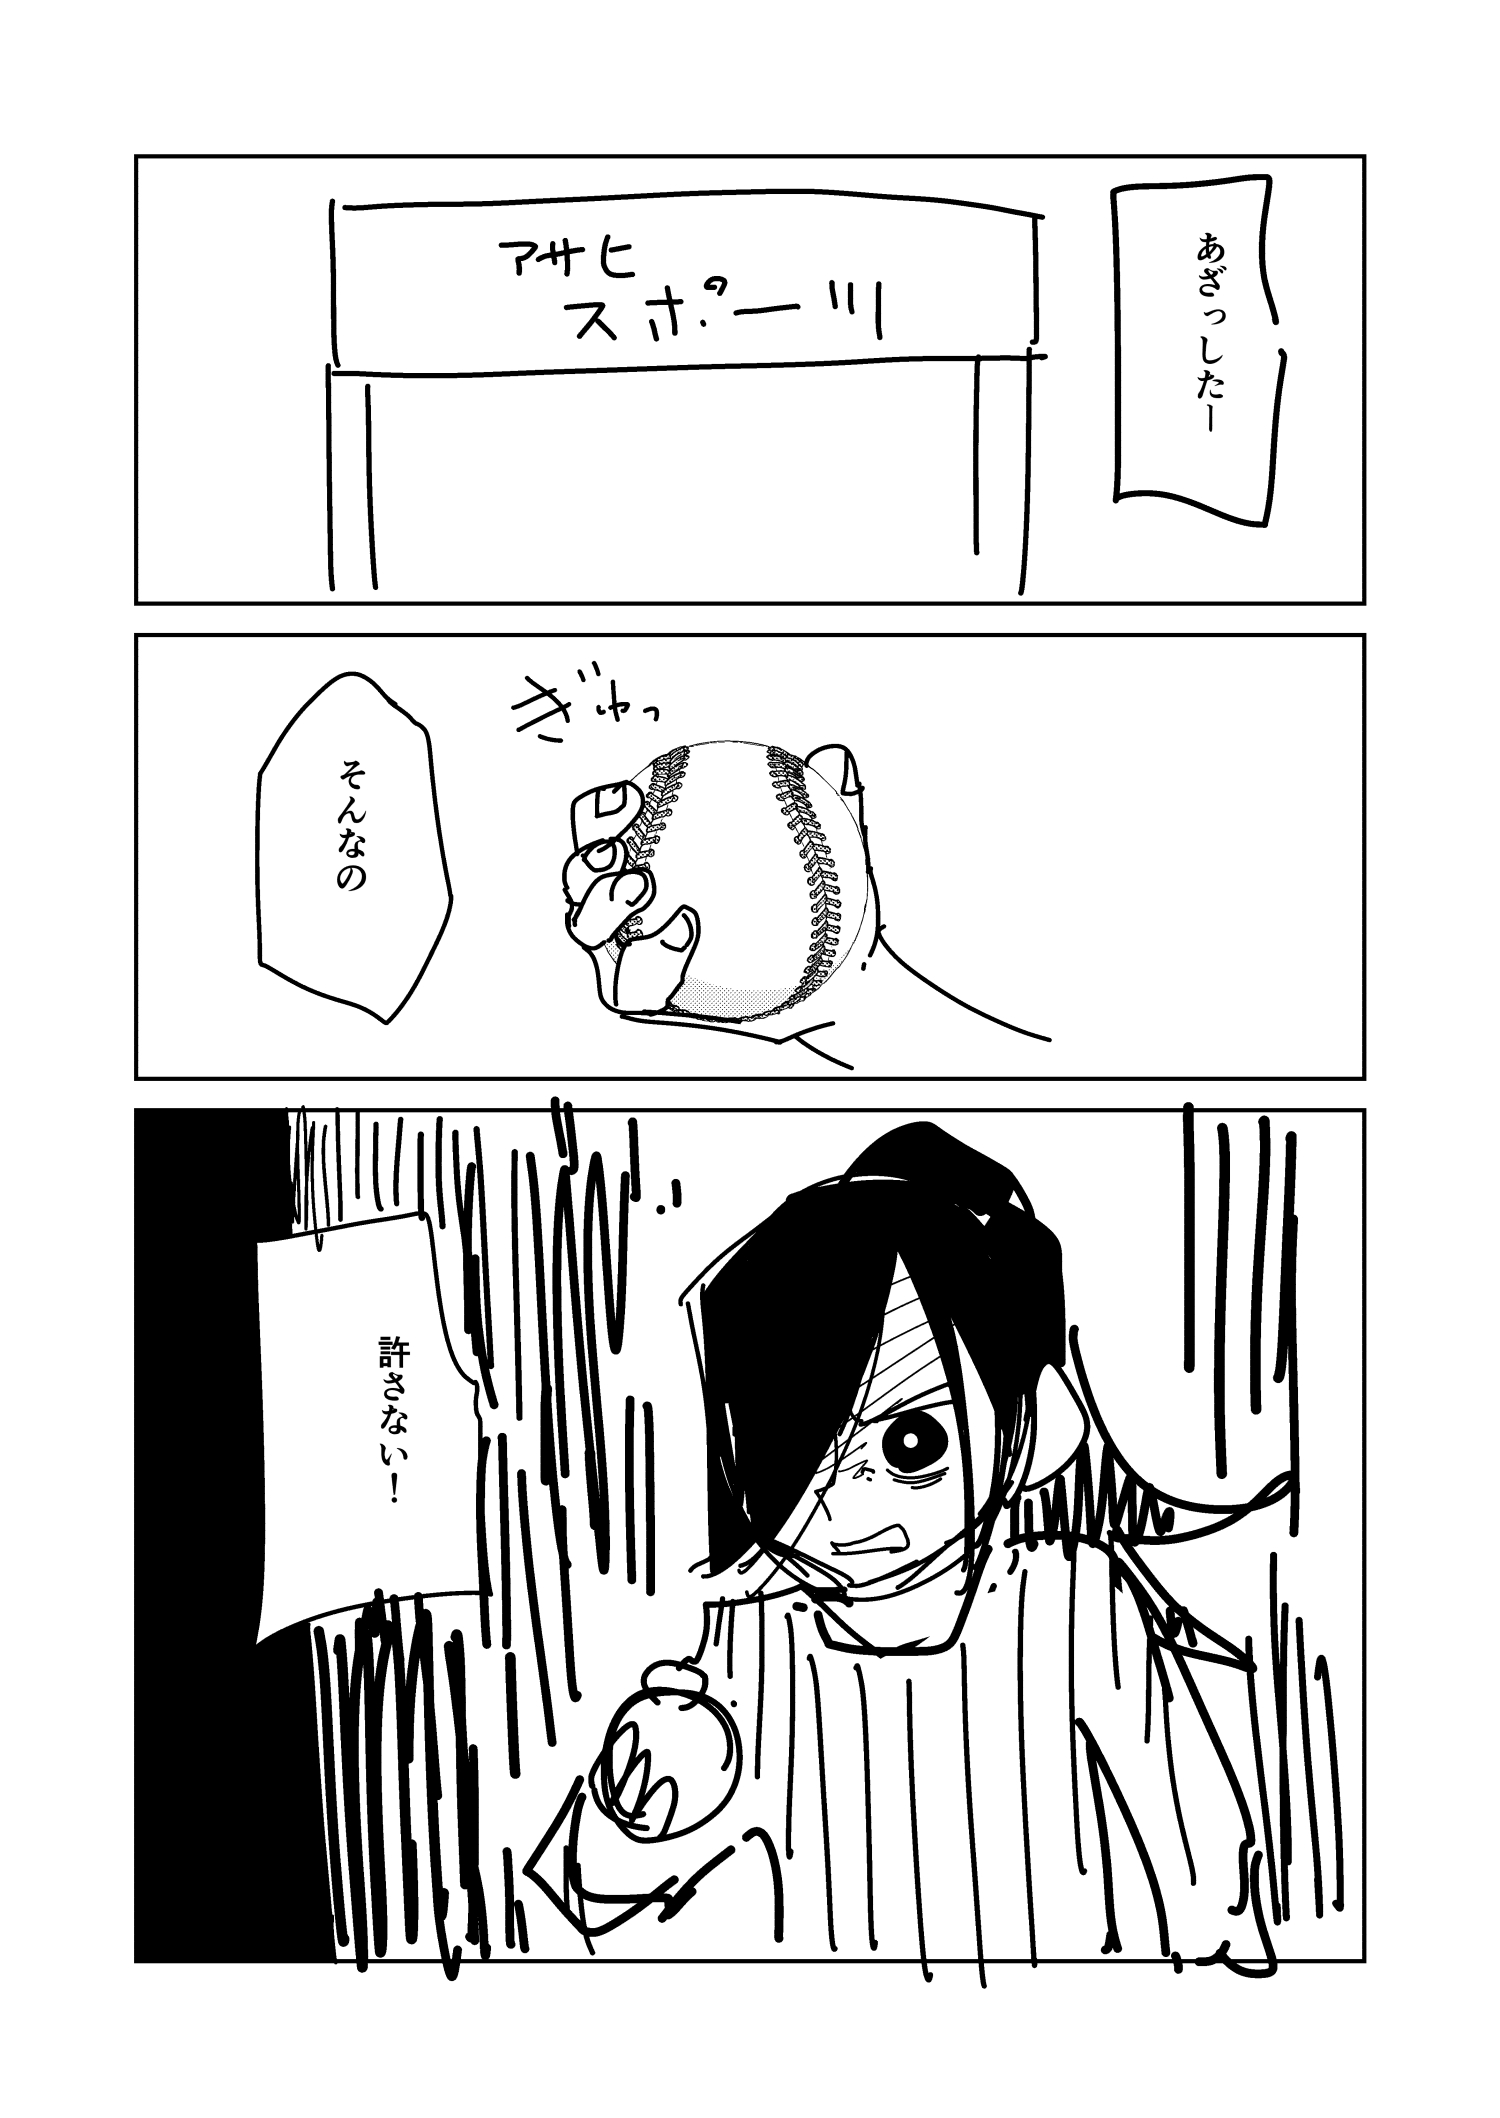 あざっしたー
アサヒ
スポーツ
ぎゅっ
そんなの
許さない！